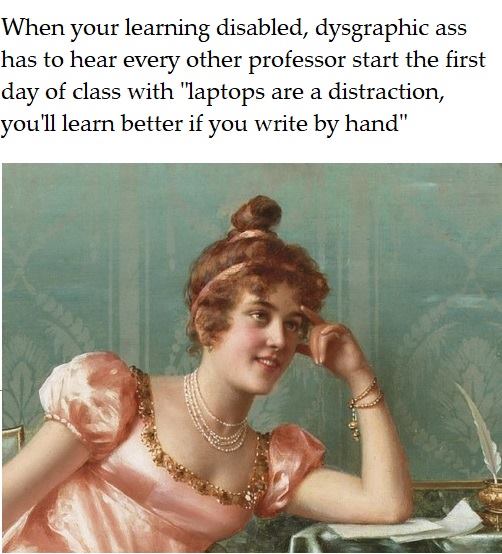 When your learning disabled, dysgraphic ass
has to hear every other professor start the first
day of class with "laptops are a distraction,
you'll learn better if you write by hand"